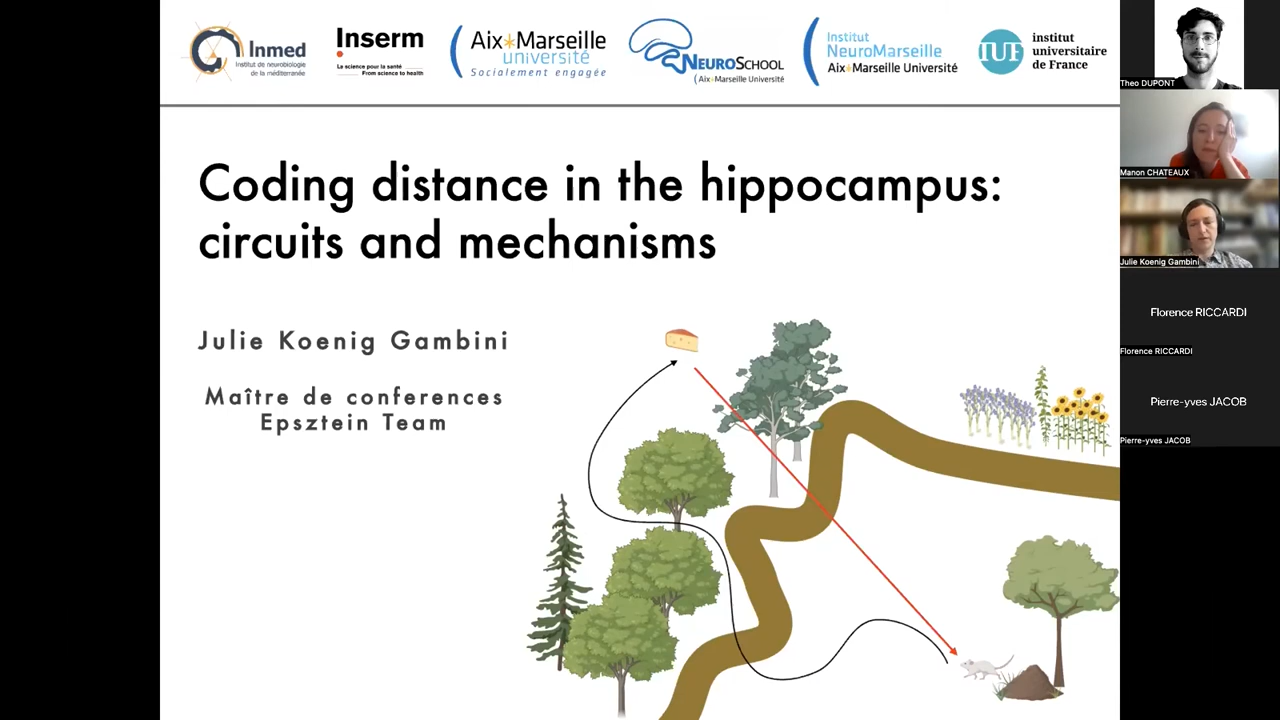 Inmed
Institut de neurobiologie
de la méditerranée
Inserm
La science pour la santé
From science to health
Aix*Marseille
université
Socialement engagée
NEUROSCHOOL
Aix*Marseille Université
Institut
NeuroMarseille
Aix*Marseille Université
IUF
institut
universitaire
de France
Coding distance in the hippocampus:
circuits and mechanisms
Julie Koenig Gambini
Maître de conferences
Epsztein Team
Theo DUPONT
Manon CHATEAUX
Julie Koenig Gambini
Florence RICCARDI
Florence RICCARDI
Pierre-yves JACOB
Pierre-yves JACOB